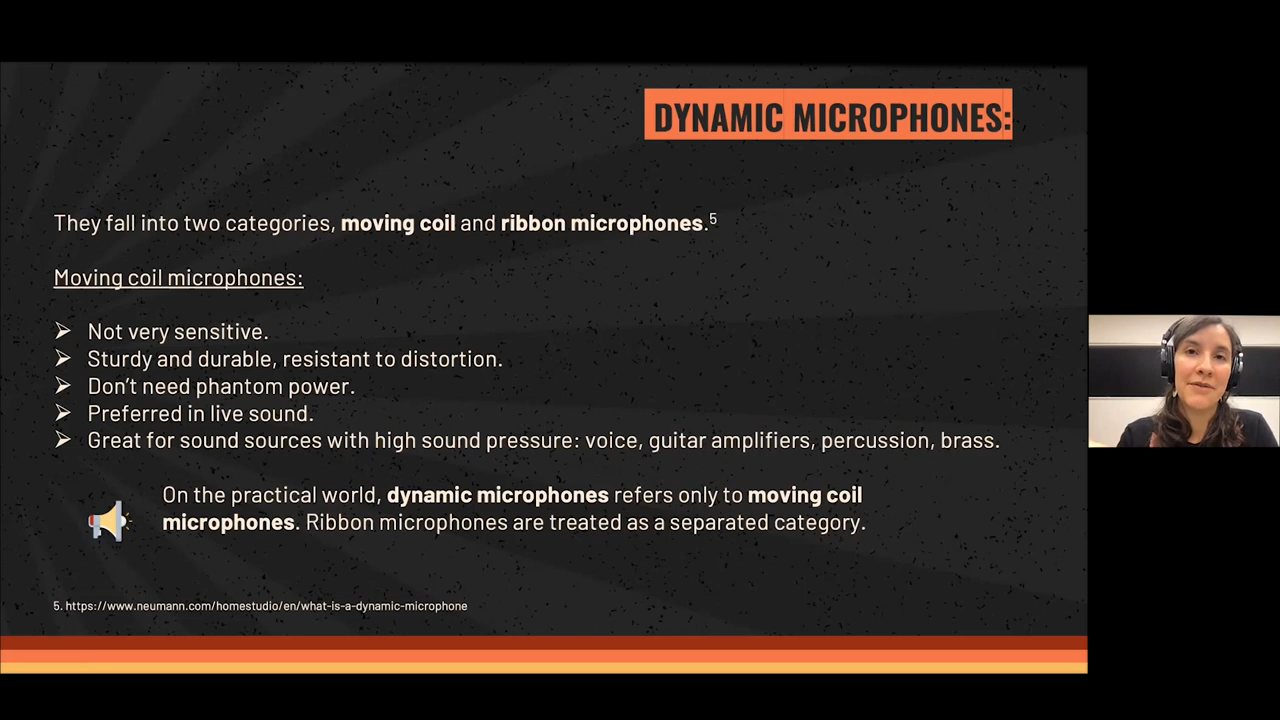 DYNAMIC MICROPHONES:
They fall into two categories, moving coil and ribbon microphones.5
Moving coil microphones:
➢ Not very sensitive.
➢ Sturdy and durable, resistant to distortion.
➢ Don't need phantom power.
➢ Preferred in live sound.
➢ Great for sound sources with high sound pressure: voice, guitar amplifiers, percussion, brass.
On the practical world, dynamic microphones refers only to moving coil
microphones. Ribbon microphones are treated as a separated category.
5. https://www.neumann.com/homestudio/en/what-is-a-dynamic-microphone